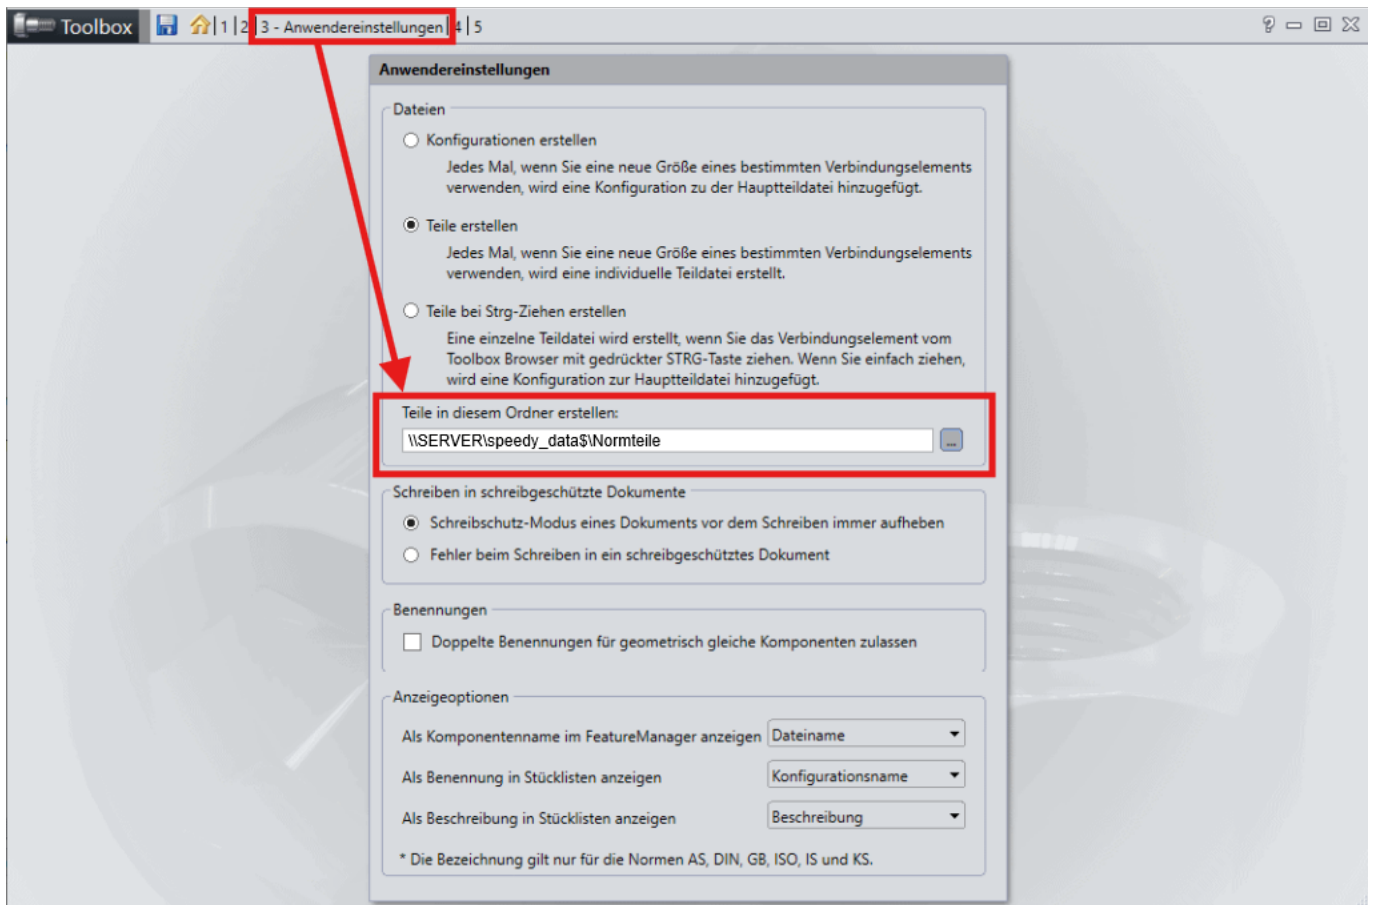 Toolbox 1 2 3 - Anwendereinstellungen 4 5 ?
Anwendereinstellungen
Dateien
Konfigurationen erstellen
Jedes Mal, wenn Sie eine neue Größe eines bestimmten Verbindungselements
verwenden, wird eine Konfiguration zu der Hauptteildatei hinzugefügt.
Teile erstellen
Jedes Mal, wenn Sie eine neue Größe eines bestimmten Verbindungselements
verwenden, wird eine individuelle Teildatei erstellt.
Teile bei Strg-Ziehen erstellen
Eine einzelne Teildatei wird erstellt, wenn Sie das Verbindungselement vom
Toolbox Browser mit gedrückter STRG-Taste ziehen. Wenn Sie einfach ziehen,
wird eine Konfiguration zur Hauptteildatei hinzugefügt.
Teile in diesem Ordner erstellen:
\\SERVER\speedy_data$\Normteile ...
Schreiben in schreibgeschützte Dokumente
Schreibschutz-Modus eines Dokuments vor dem Schreiben immer aufheben
Fehler beim Schreiben in ein schreibgeschütztes Dokument
Benennungen
Doppelte Benennungen für geometrisch gleiche Komponenten zulassen
Anzeigeoptionen
Als Komponentenname im FeatureManager anzeigen Dateiname
Als Benennung in Stücklisten anzeigen Konfigurationsname
Als Beschreibung in Stücklisten anzeigen Beschreibung
* Die Bezeichnung gilt nur für die Normen AS, DIN, GB, ISO, IS und KS.